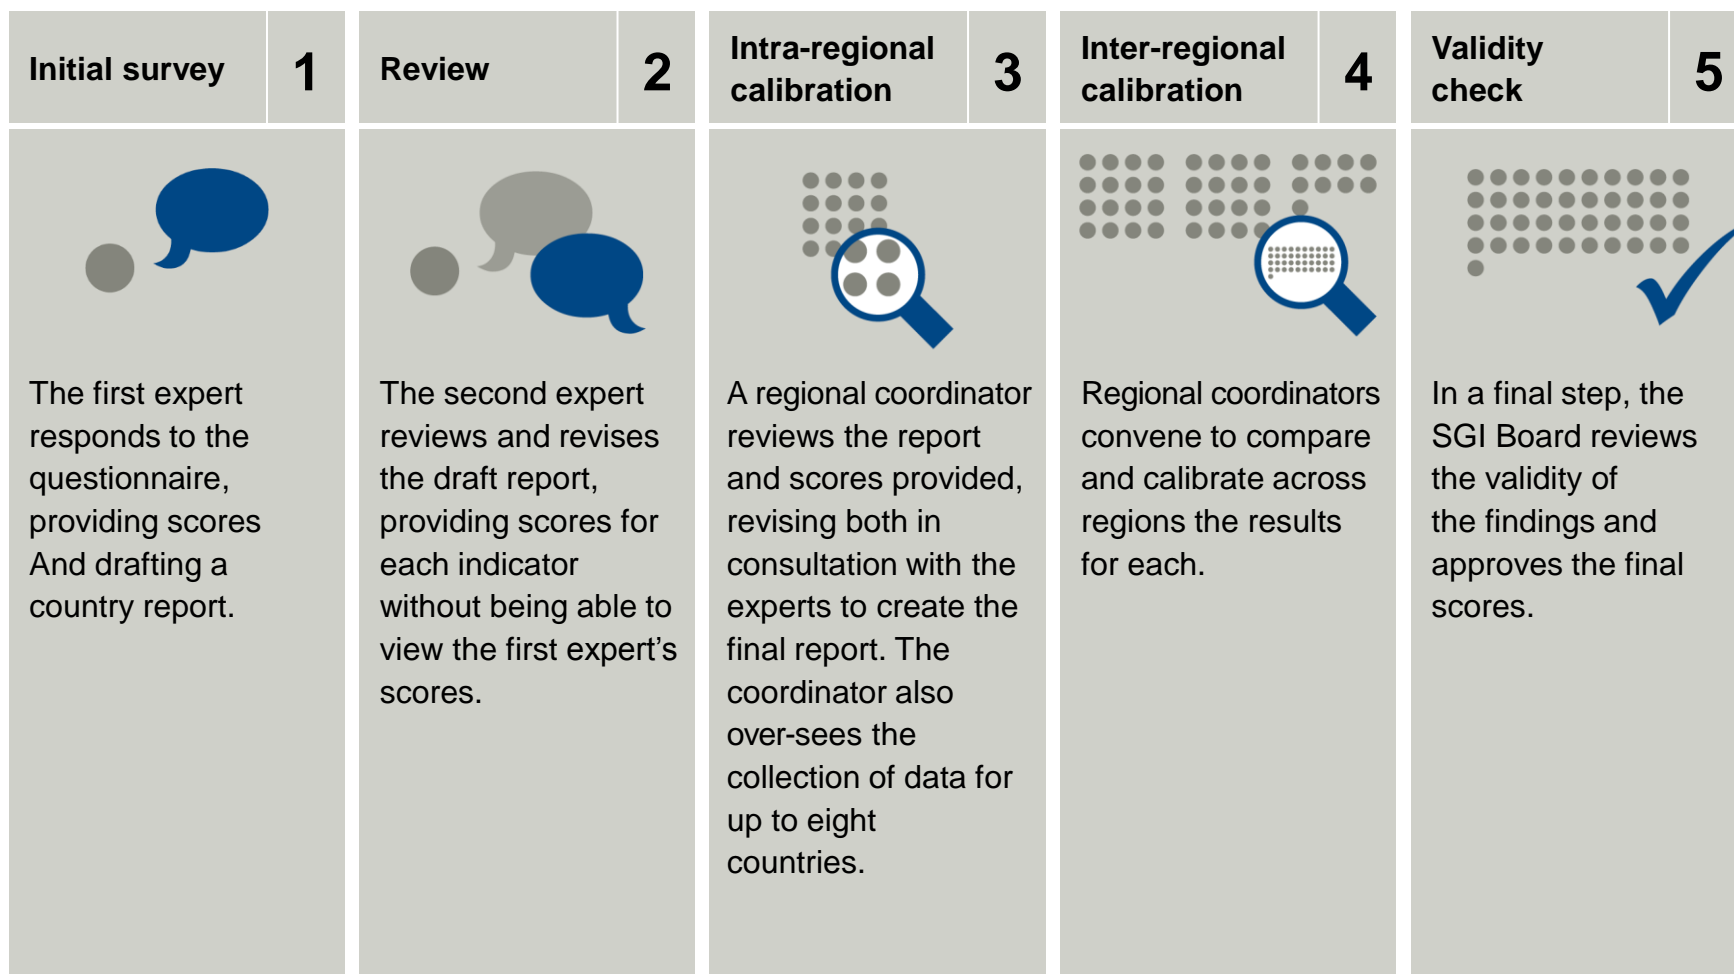 Initial survey
1
The first expert
responds to the
questionnaire,
providing scores
And drafting a
country report.
Review
2
The second expert
reviews and revises
the draft report,
providing scores for
each indicator
without being able to
view the first expert's
scores.
Intra-regional
calibration
3
A regional coordinator
reviews the report
and scores provided,
revising both in
consultation with the
experts to create the
final report. The
coordinator also
over-sees the
collection of data for
up to eight
countries.
Inter-regional
calibration
4
Regional coordinators
convene to compare
and calibrate across
regions the results
for each.
Validity
check
5
In a final step, the
SGI Board reviews
the validity of
the findings and
approves the final
scores.